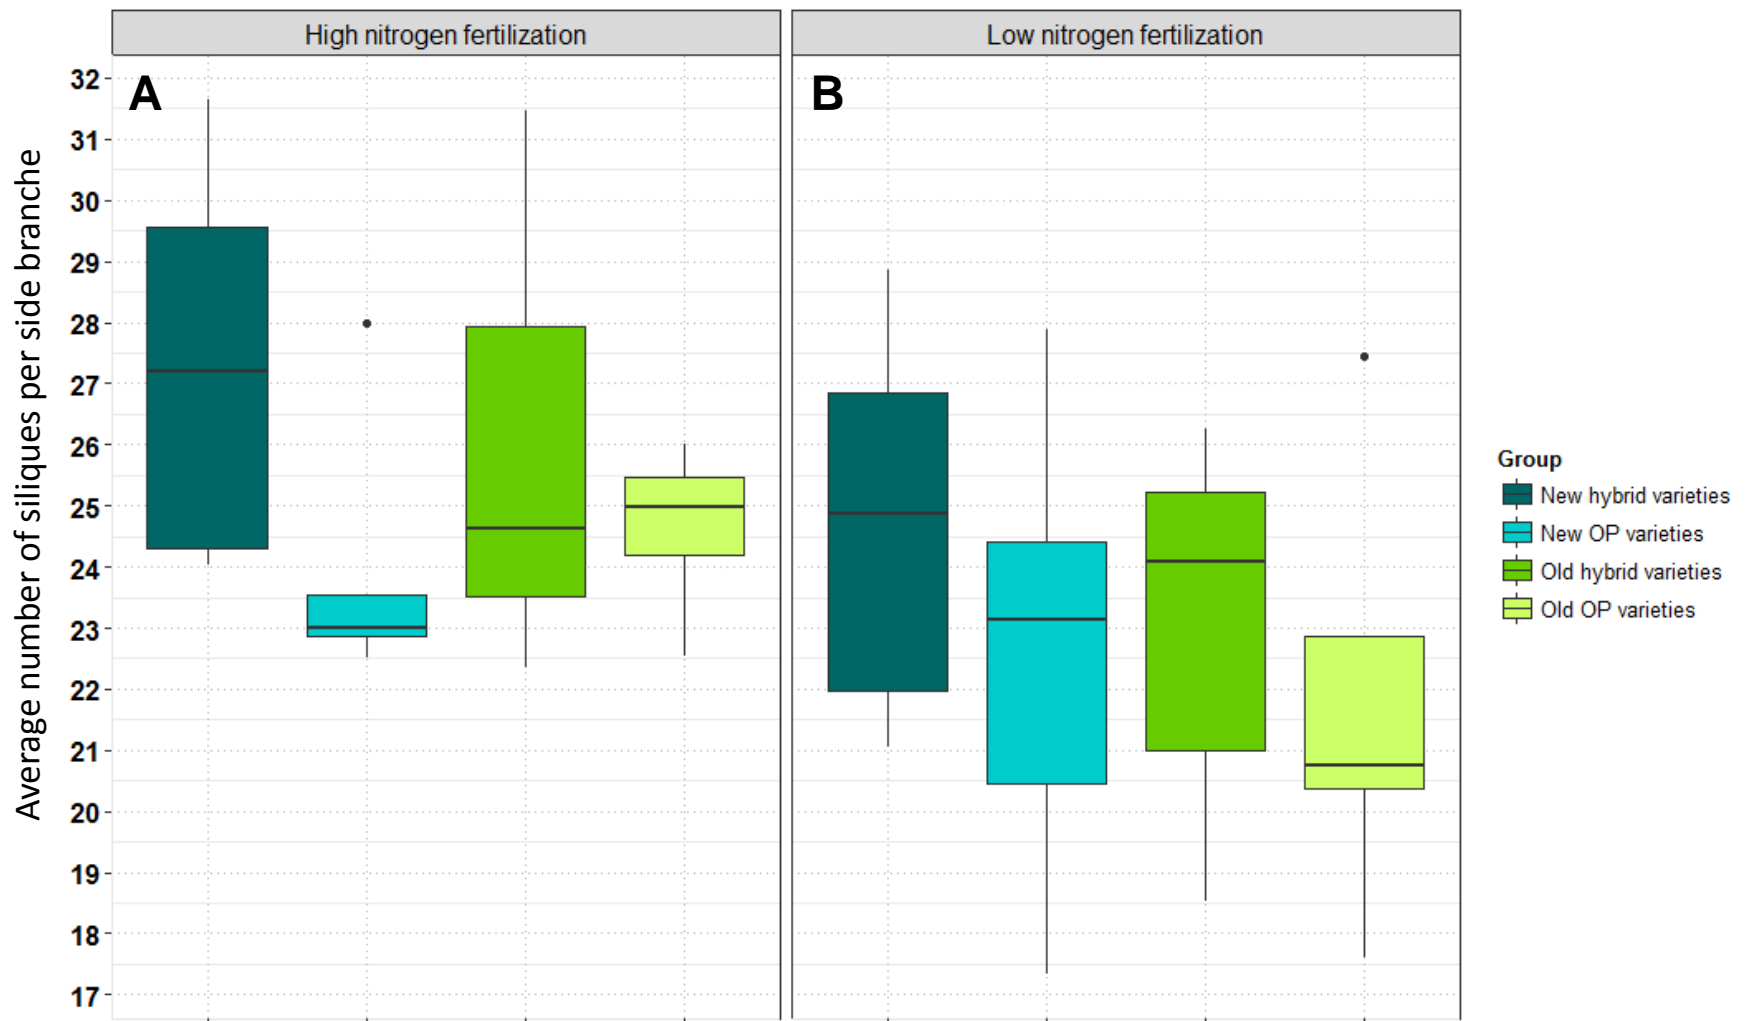 High nitrogen fertilization
Low nitrogen fertilization
A
B
Average number of siliques per side branche
32
31
30
29
28
27
26
25
24
23
22
21
20
19
18
17
Group
New hybrid varieties
New OP varieties
Old hybrid varieties
Old OP varieties